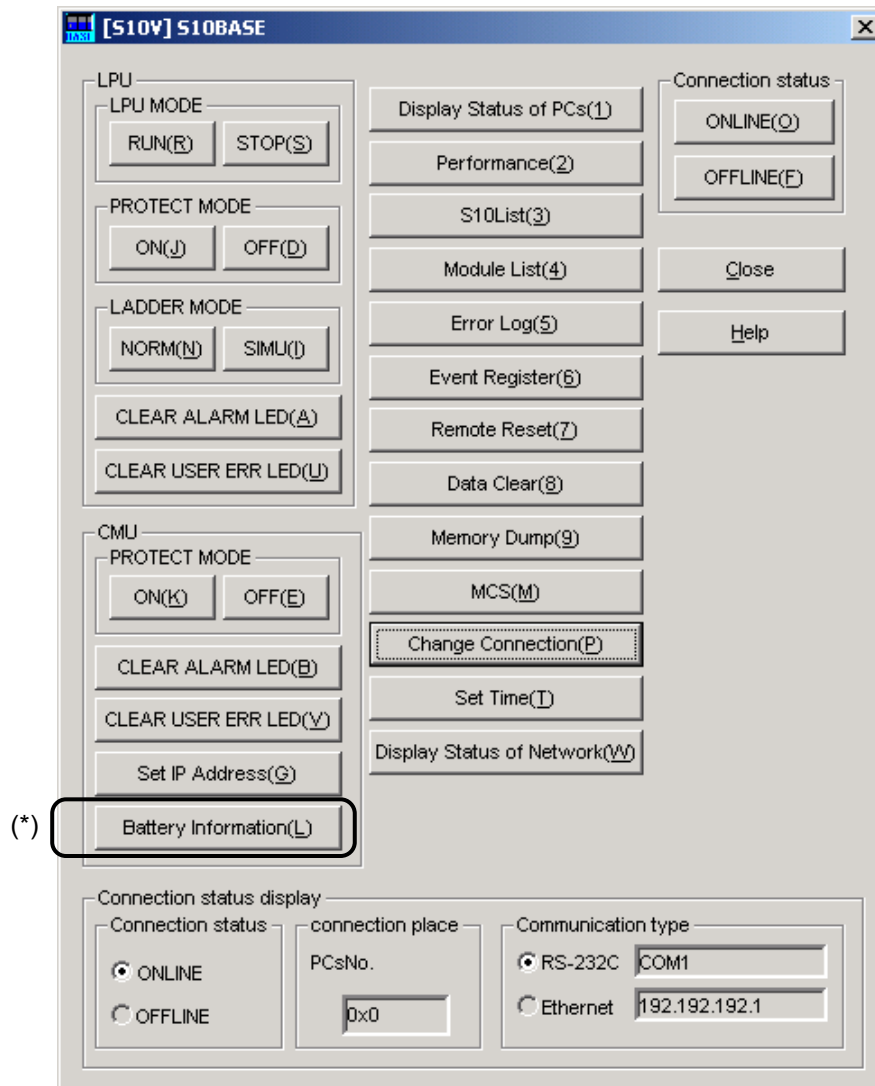 [S10V] S10BASE
LPU
LPU MODE
RUN(R)
STOP(S)
PROTECT MODE
ON(J)
OFF(D)
LADDER MODE
NORM(N)
SIMU(I)
CLEAR ALARM LED(A)
CLEAR USER ERR LED(U)
CMU
PROTECT MODE
ON(K)
OFF(E)
CLEAR ALARM LED(B)
CLEAR USER ERR LED(V)
Set IP Address(G)
(*)
Battery Information(L)
Display Status of PCs(1)
Performance(2)
S10List(3)
Module List(4)
Error Log(5)
Event Register(6)
Remote Reset(7)
Data Clear(8)
Memory Dump(9)
MCS(M)
Change Connection(P)
Set Time(T)
Display Status of Network(W)
Connection status
ONLINE(O)
OFFLINE(F)
Close
Help
Connection status display
Connection status
ONLINE
OFFLINE
connection place
PCsNo.
0x0
Communication type
RS-232C COM1
Ethernet 192.192.192.1